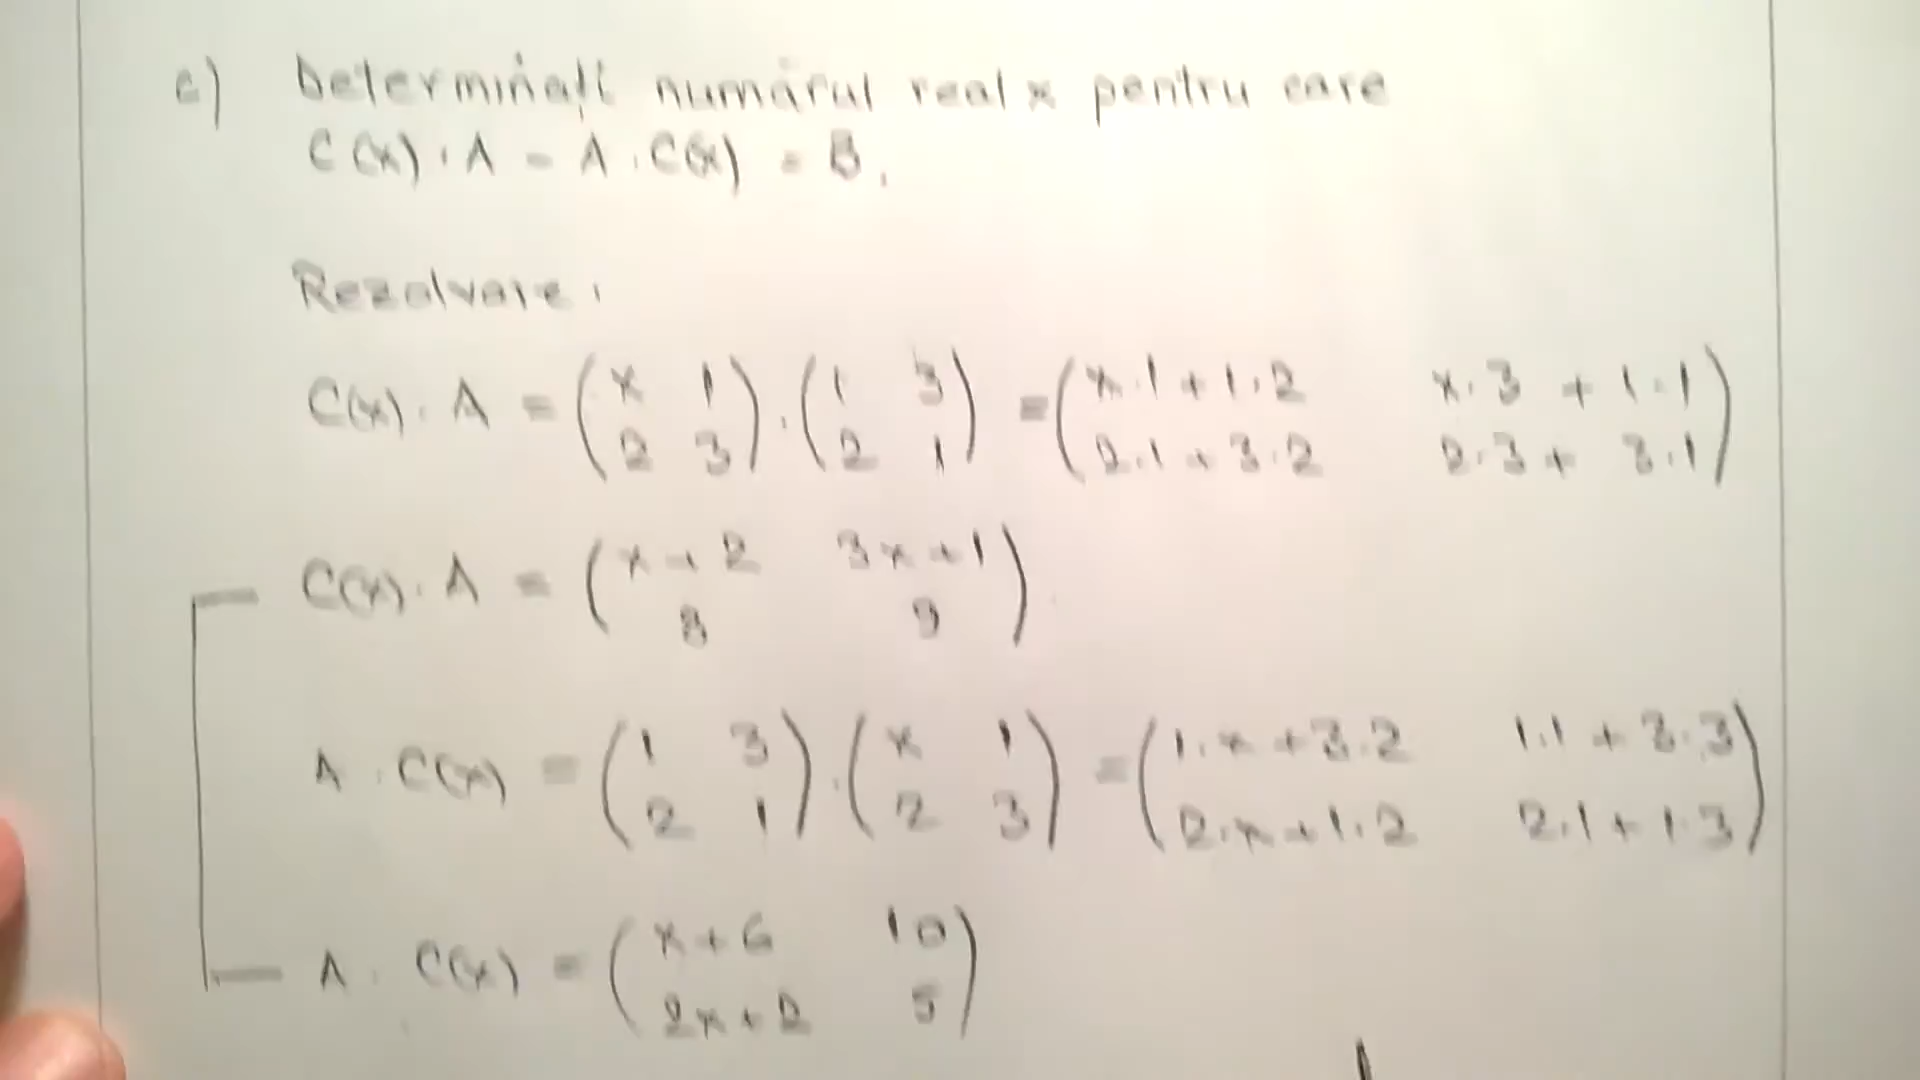 c) Determinați numărul real x pentru care
C(x) · A - A · C(x) = B.
Rezolvare:
C(x) · A = (x 1) · (1 3) = (x·1 + 1·2 x·3 + 1·1)
(2 3) (2 1) (2·1 + 3·2 2·3 + 3·1)
C(x) · A = (x + 2 3x + 1)
(8 9)
A · C(x) = (1 3) · (x 1) = (1·x + 3·2 1·1 + 3·3)
(2 1) (2 3) (2·x + 1·2 2·1 + 1·3)
A · C(x) = (x + 6 10)
(2x + 2 5)